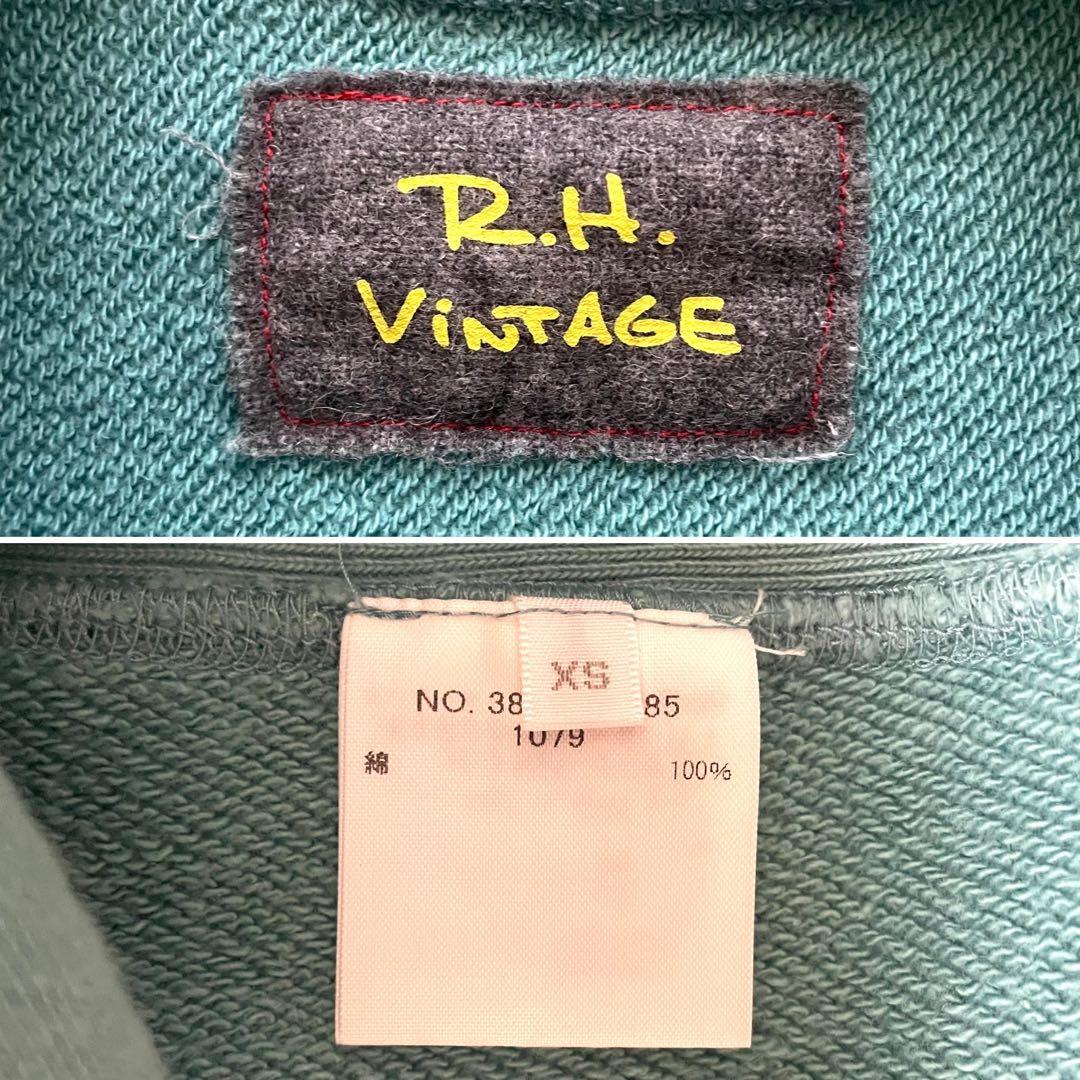 R.H.
VINTAGE
XS
NO. 38 85
1079
綿 100%